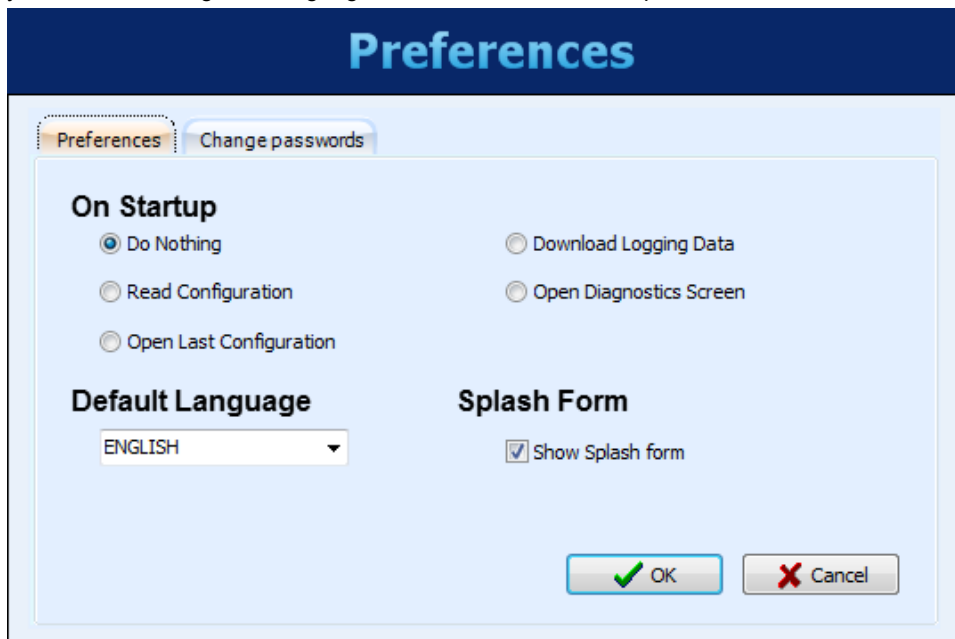 Preferences
Preferences
Change passwords
On Startup
Do Nothing
Download Logging Data
Read Configuration
Open Diagnostics Screen
Open Last Configuration
Default Language
Splash Form
ENGLISH
Show Splash form
OK
Cancel